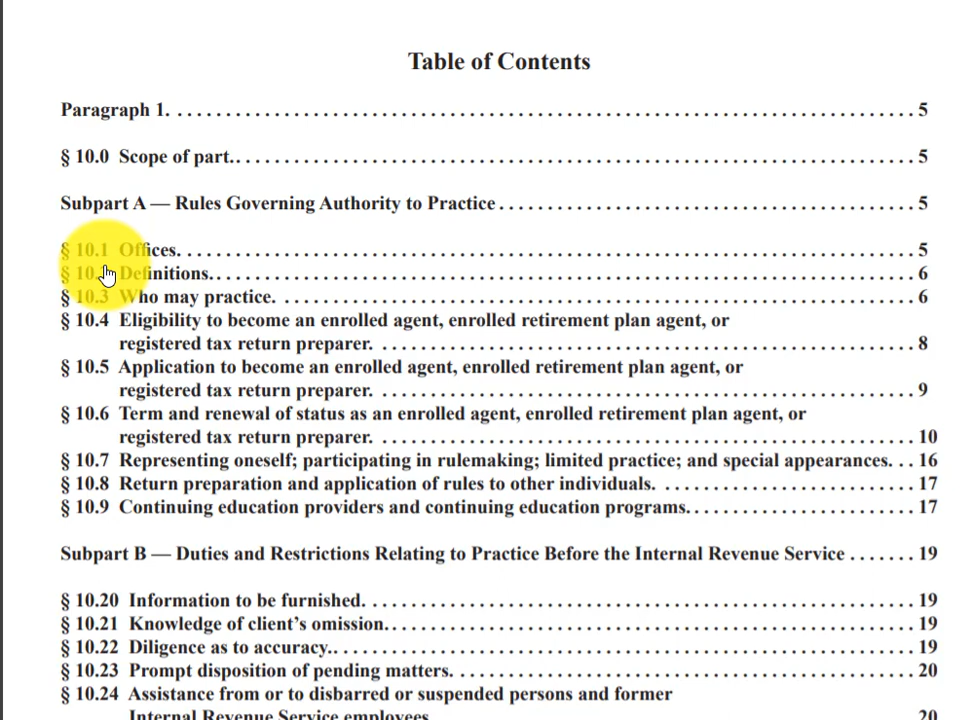 Table of Contents
Paragraph 1. . . . . . . . . . . . . . . . . . . . . . . . . . . . . . . . . . . . . . . . . . . . . . . . . . . . . . . . . . . . 5
§ 10.0 Scope of part. . . . . . . . . . . . . . . . . . . . . . . . . . . . . . . . . . . . . . . . . . . . . . . . . . . . . . . 5
Subpart A — Rules Governing Authority to Practice . . . . . . . . . . . . . . . . . . . . . . . . . . . . . . . . . . 5
§ 10.1 Offices. . . . . . . . . . . . . . . . . . . . . . . . . . . . . . . . . . . . . . . . . . . . . . . . . . . . . . . . . . . 5
§ Definitions. . . . . . . . . . . . . . . . . . . . . . . . . . . . . . . . . . . . . . . . . . . . . . . . . . . . . . . . . 6
§ 10.3 Who may practice. . . . . . . . . . . . . . . . . . . . . . . . . . . . . . . . . . . . . . . . . . . . . . . . . . . 6
§ 10.4 Eligibility to become an enrolled agent, enrolled retirement plan agent, or
registered tax return preparer. . . . . . . . . . . . . . . . . . . . . . . . . . . . . . . . . . . . . . . . . . . 8
§ 10.5 Application to become an enrolled agent, enrolled retirement plan agent, or
registered tax return preparer. . . . . . . . . . . . . . . . . . . . . . . . . . . . . . . . . . . . . . . . . . . 9
§ 10.6 Term and renewal of status as an enrolled agent, enrolled retirement plan agent, or
registered tax return preparer. . . . . . . . . . . . . . . . . . . . . . . . . . . . . . . . . . . . . . . . . . . 10
§ 10.7 Representing oneself; participating in rulemaking; limited practice; and special appearances. . . 16
§ 10.8 Return preparation and application of rules to other individuals. . . . . . . . . . . . . . . . . . . . . 17
§ 10.9 Continuing education providers and continuing education programs. . . . . . . . . . . . . . . . . . . 17
Subpart B — Duties and Restrictions Relating to Practice Before the Internal Revenue Service . . . . . . . 19
§ 10.20 Information to be furnished. . . . . . . . . . . . . . . . . . . . . . . . . . . . . . . . . . . . . . . . . . . . 19
§ 10.21 Knowledge of client’s omission. . . . . . . . . . . . . . . . . . . . . . . . . . . . . . . . . . . . . . . . . . 19
§ 10.22 Diligence as to accuracy. . . . . . . . . . . . . . . . . . . . . . . . . . . . . . . . . . . . . . . . . . . . . . 19
§ 10.23 Prompt disposition of pending matters. . . . . . . . . . . . . . . . . . . . . . . . . . . . . . . . . . . . . 20
§ 10.24 Assistance from or to disbarred or suspended persons and former
Internal Revenue Service employees. 20